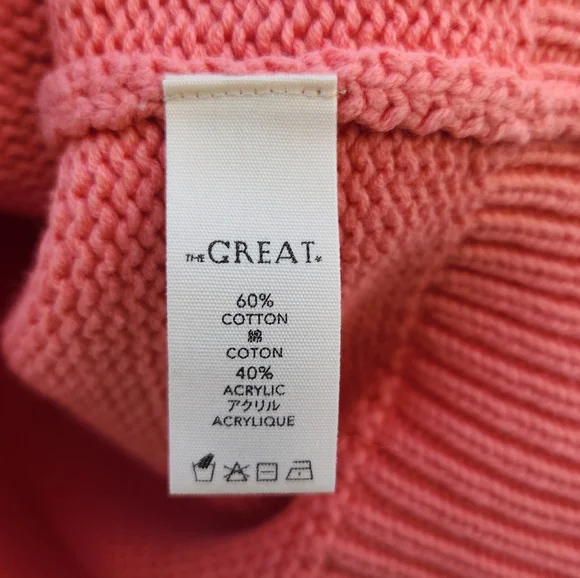 THE GREAT.
60%
COTTON
綿
COTON
40%
ACRYLIC
アクリル
ACRYLIQUE